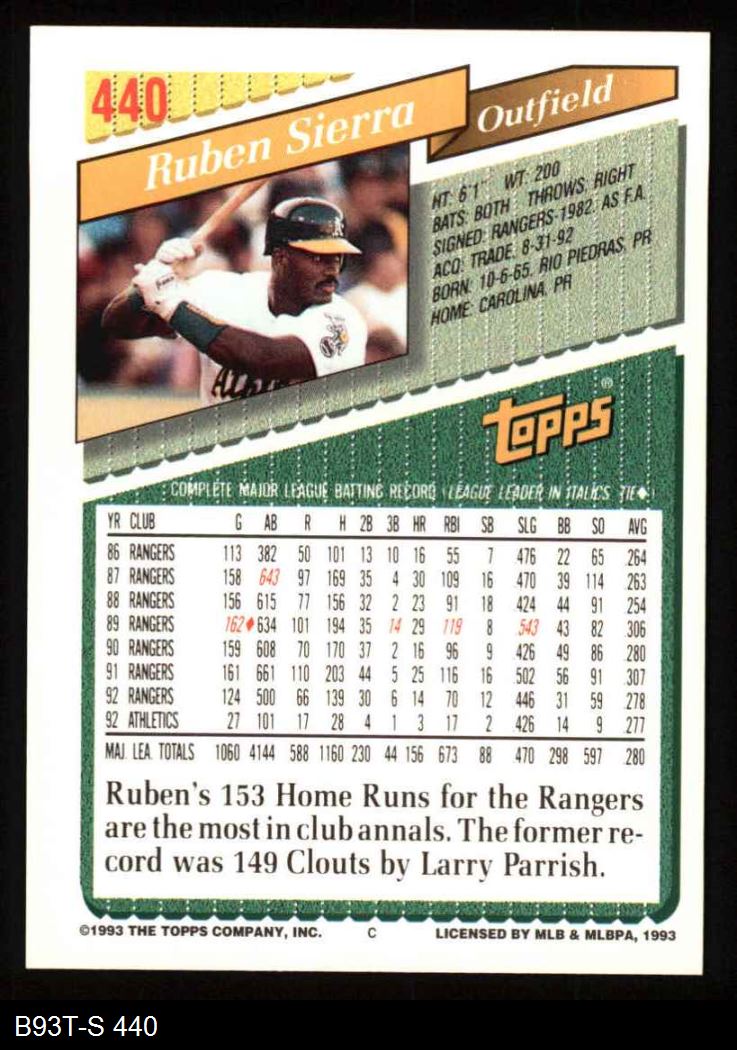 440
Ruben Sierra
Outfield
HT: 6'1" WT: 200
BATS: BOTH THROWS: RIGHT
SIGNED: RANGERS-1982, AS F.A.
ACQ: TRADE, 8-31-92
BORN: 10-6-65, RIO PIEDRAS, PR
HOME: CAROLINA, PR
Athle
TOPPS®
COMPLETE MAJOR LEAGUE BATTING RECORD (LEAGUE LEADER IN ITALICS, TIE♦)
YR CLUB G AB R H 2B 3B HR RBI SB SLG BB SO AVG
86 RANGERS 113 382 50 101 13 10 16 55 7 .476 22 65 .264
87 RANGERS 158 643 97 169 35 4 30 109 16 .470 39 114 .263
88 RANGERS 156 615 77 156 32 2 23 91 18 .424 44 91 .254
89 RANGERS 162♦ 634 101 194 35 14 29 119 8 .543 43 82 .306
90 RANGERS 159 608 70 170 37 2 16 96 9 .426 49 86 .280
91 RANGERS 161 661 110 203 44 5 25 116 16 .502 56 91 .307
92 RANGERS 124 500 66 139 30 6 14 70 12 .446 31 59 .278
92 ATHLETICS 27 101 17 28 4 1 3 17 2 .426 14 9 .277
MAJ. LEA. TOTALS 1060 4144 588 1160 230 44 156 673 88 .470 298 597 .280
Ruben's 153 Home Runs for the Rangers
are the most in club annals. The former re-
cord was 149 Clouts by Larry Parrish.
©1993 THE TOPPS COMPANY, INC. C LICENSED BY MLB & MLBPA, 1993
B93T-S 440